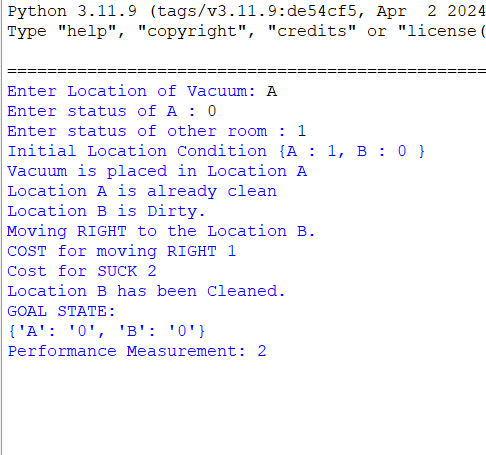 Python 3.11.9 (tags/v3.11.9:de54cf5, Apr  2 2024
Type "help", "copyright", "credits" or "license(
================================================
Enter Location of Vacuum: A
Enter status of A : 0
Enter status of other room : 1
Initial Location Condition {A : 1, B : 0 }
Vacuum is placed in Location A
Location A is already clean
Location B is Dirty.
Moving RIGHT to the Location B.
COST for moving RIGHT 1
Cost for SUCK 2
Location B has been Cleaned.
GOAL STATE:
{'A': '0', 'B': '0'}
Performance Measurement: 2